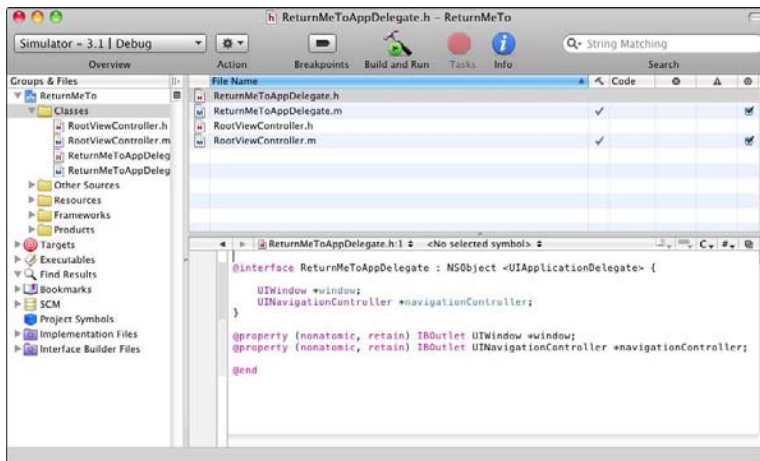 ReturnMeToAppDelegate.h – ReturnMeTo
Simulator – 3.1 | Debug
String Matching
Overview
Action
Breakpoints
Build and Run
Tasks
Info
Search
Groups & Files
ReturnMeTo
Classes
RootViewController.h
RootViewController.m
ReturnMeToAppDeleg
ReturnMeToAppDeleg
Other Sources
Resources
Frameworks
Products
Targets
Executables
Find Results
Bookmarks
SCM
Project Symbols
Implementation Files
Interface Builder Files
File Name
Code
ReturnMeToAppDelegate.h
ReturnMeToAppDelegate.m
RootViewController.h
RootViewController.m
ReturnMeToAppDelegate.h:1
<No selected symbol>
C
#
@interface ReturnMeToAppDelegate : NSObject <UIApplicationDelegate> {
UIWindow *window;
UINavigationController *navigationController;
}
@property (nonatomic, retain) IBOutlet UIWindow *window;
@property (nonatomic, retain) IBOutlet UINavigationController *navigationController;
@end